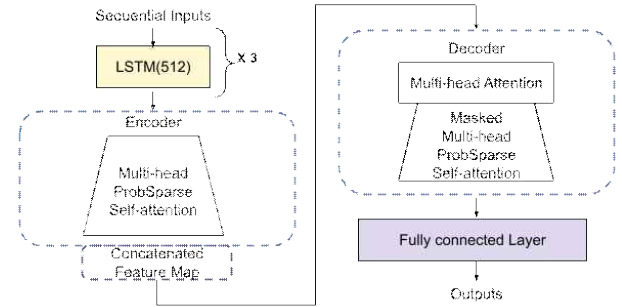 Secuential Inputs
LSTM(512)
X 3
Encoder
Multi-head
ProbSparse
Self-attention
Concatenated
Feature Map
Decoder
Multi-head Attention
Masked
Multi-head
ProbSparse
Self-attention
Fully connected Layer
Outputs